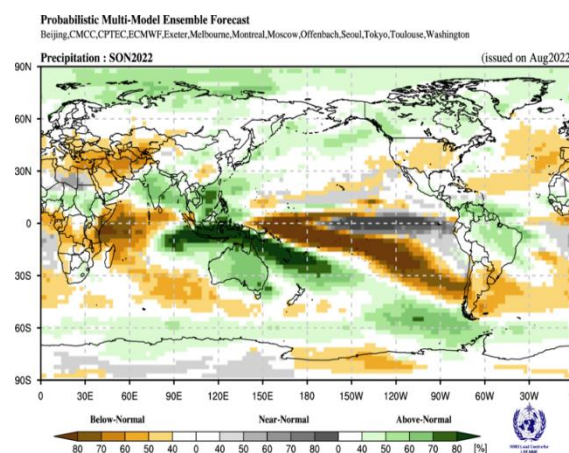 Probabilistic Multi-Model Ensemble Forecast
Beijing,CMCC,CPTEC,ECMWF,Exeter,Melbourne,Montreal,Moscow,Offenbach,Seoul,Tokyo,Toulouse,Washington
Precipitation : SON2022 (issued on Aug2022)
90N
60N
30N
0
30S
60S
90S
0 30E 60E 90E 120E 150E 180 150W 120W 90W 60W 30W
Below-Normal Near-Normal Above-Normal
80 70 60 50 40 0 40 50 60 70 80 0 40 50 60 70 80 [%]